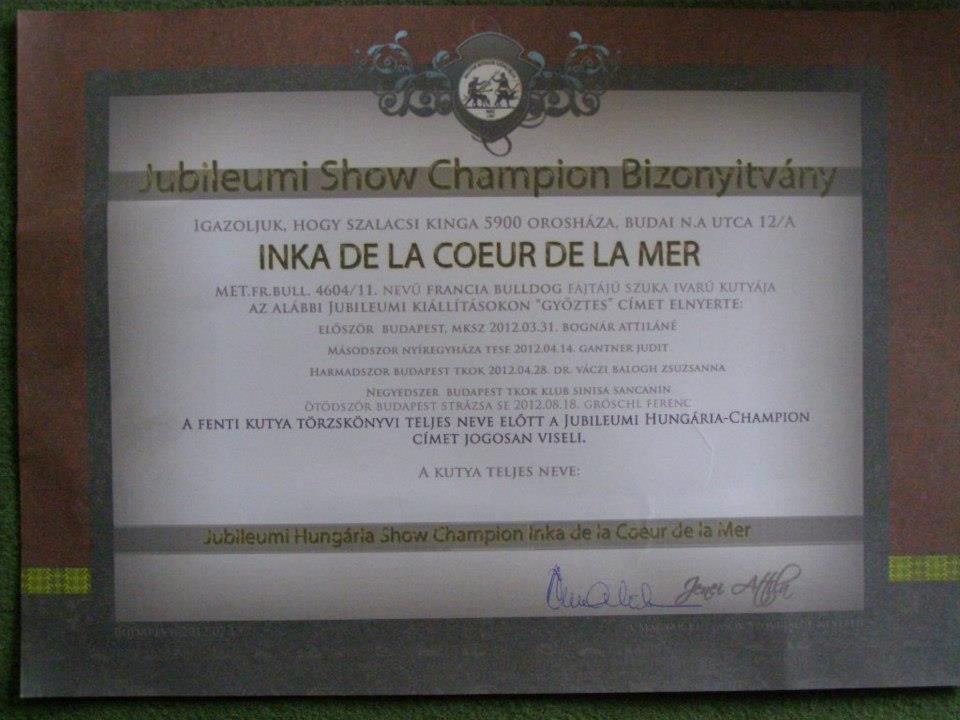 Jubileumi Show Champion Bizonyitvány
Igazoljuk, hogy Szalacsi Kinga 5900 Orosháza, Budai N.A utca 12/A
INKA DE LA COEUR DE LA MER
MET.FR.BULL. 4604/11. nevű FRANCIA BULLDOG fajtájú SZUKA ivarú kutyája
az alábbi Jubileumi kiállításokon "Győztes" címet elnyerte:
Először Budapest, MKSZ 2012.03.31. Bognár Attiláné
Másodszor Nyíregyháza TESE 2012.04.14. Gantner Judit
Harmadszor Budapest TKOK 2012.04.28. Dr. Váczi Balogh Zsuzsanna
Negyedszer Budapest TKOK Klub Sinisa Sancanin
Ötödször Budapest Strázsa SE 2012.08.18. Gröschl Ferenc
A fenti kutya törzskönyvi teljes neve előtt a Jubileumi Hungária-Champion
címet jogosan viseli.
A kutya teljes neve:
Jubileumi Hungária Show Champion Inka de la Coeur de la Mer
Jenei Attila